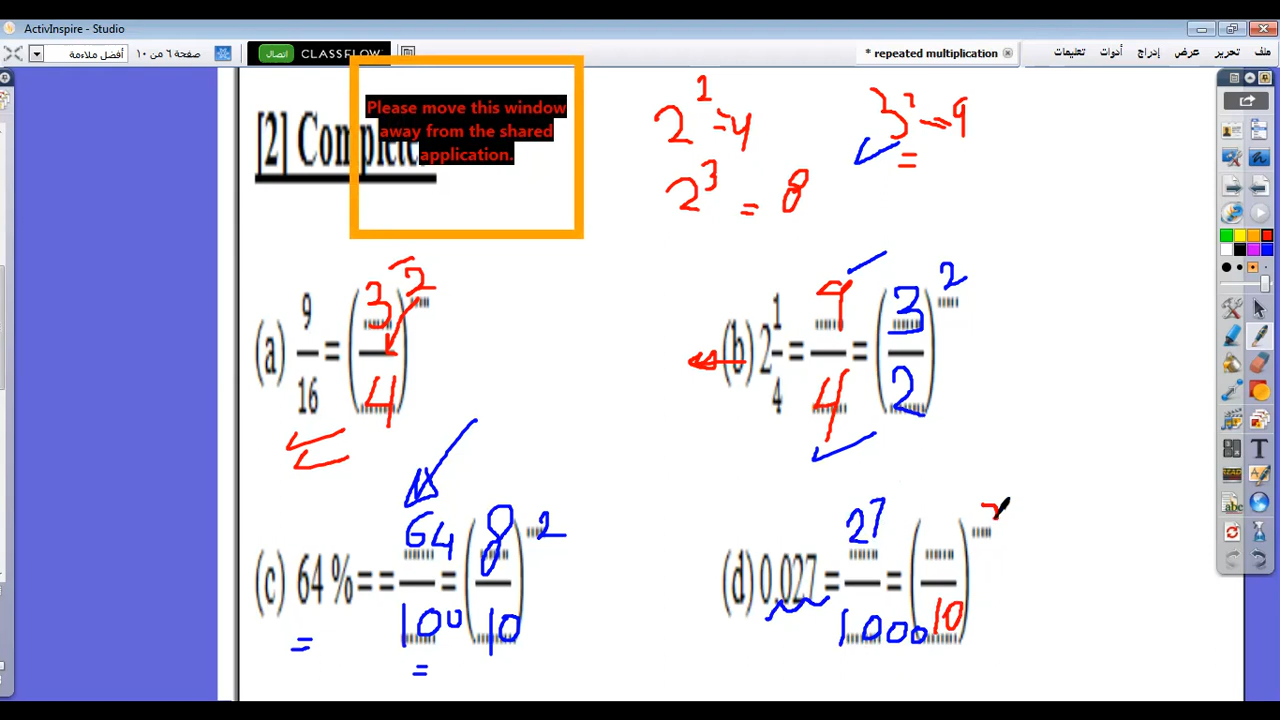 ActivInspire - Studio
أفضل ملاءمة
صفحة ٦ من ١٠
اتصال
CLASSFLOW
repeated multiplication *
ملف تحرير عرض إدراج أدوات تعليمات
Please move this window
away from the shared
application.
[2] Complete
2² = 4
3² = 9
2³ = 8
(a) 9/16 = (3/4)^2
(b) 2 1/4 = 9/4 = (3/2)^2
(c) 64 % = = 64/100 = (8/10)^2
(d) 0.027 = 27/1000 = (...../10)^.....